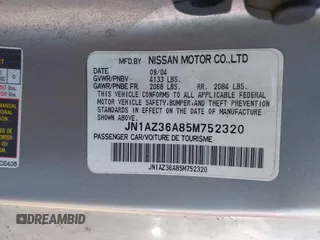 MFD.BY NISSAN MOTOR CO.,LTD
DATE 09/04
GVWR/PNBV 4133 LBS.
GAWR/PNBE FR. 2068 LBS. RR. 2084 LBS.
THIS VEHICLE CONFORMS TO ALL APPLICABLE
FEDERAL MOTOR VEHICLE
SAFETY, BUMPER, AND THEFT PREVENTION
STANDARDS IN EFFECT ON THE DATE OF
MANUFACTURE SHOWN ABOVE.
JN1AZ36A85M752320
PASSENGER CAR/VOITURE DE TOURISME
JN1AZ36A85M752320
DREAMBID